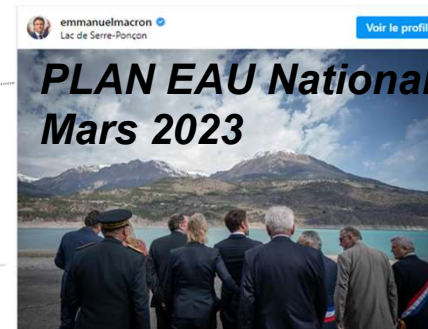 emmanuelmacron
Lac de Serre-Ponçon
Voir le profil
PLAN EAU National
Mars 2023